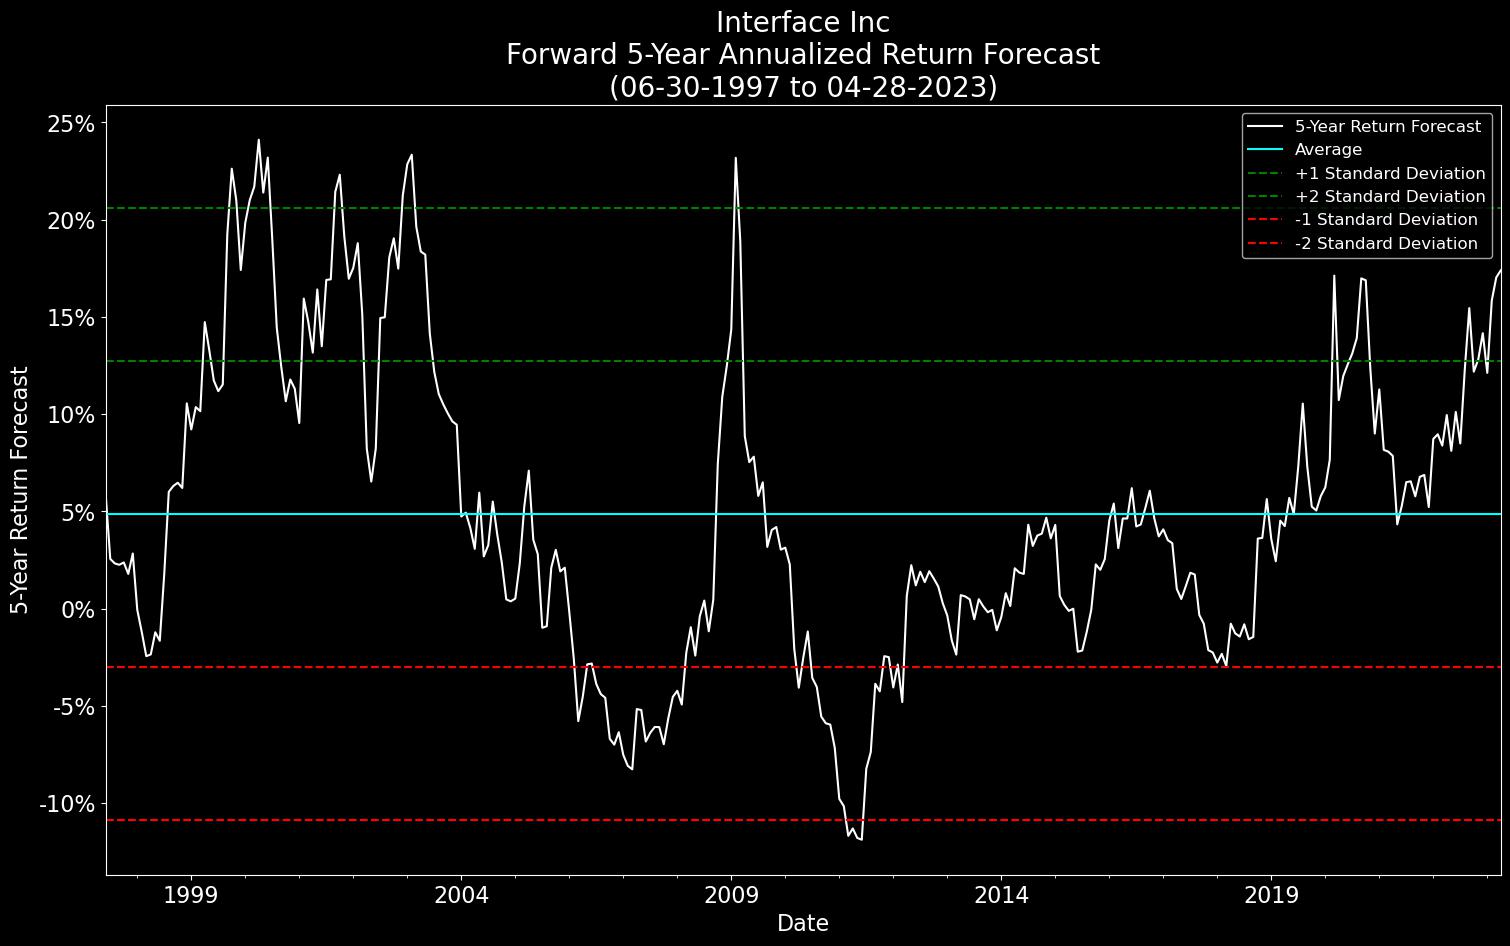 Interface Inc
Forward 5-Year Annualized Return Forecast
(06-30-1997 to 04-28-2023)
5-Year Return Forecast
Average
+1 Standard Deviation
+2 Standard Deviation
-1 Standard Deviation
-2 Standard Deviation
25%
20%
15%
10%
5%
0%
-5%
-10%
5-Year Return Forecast
1999 2004 2009 2014 2019
Date